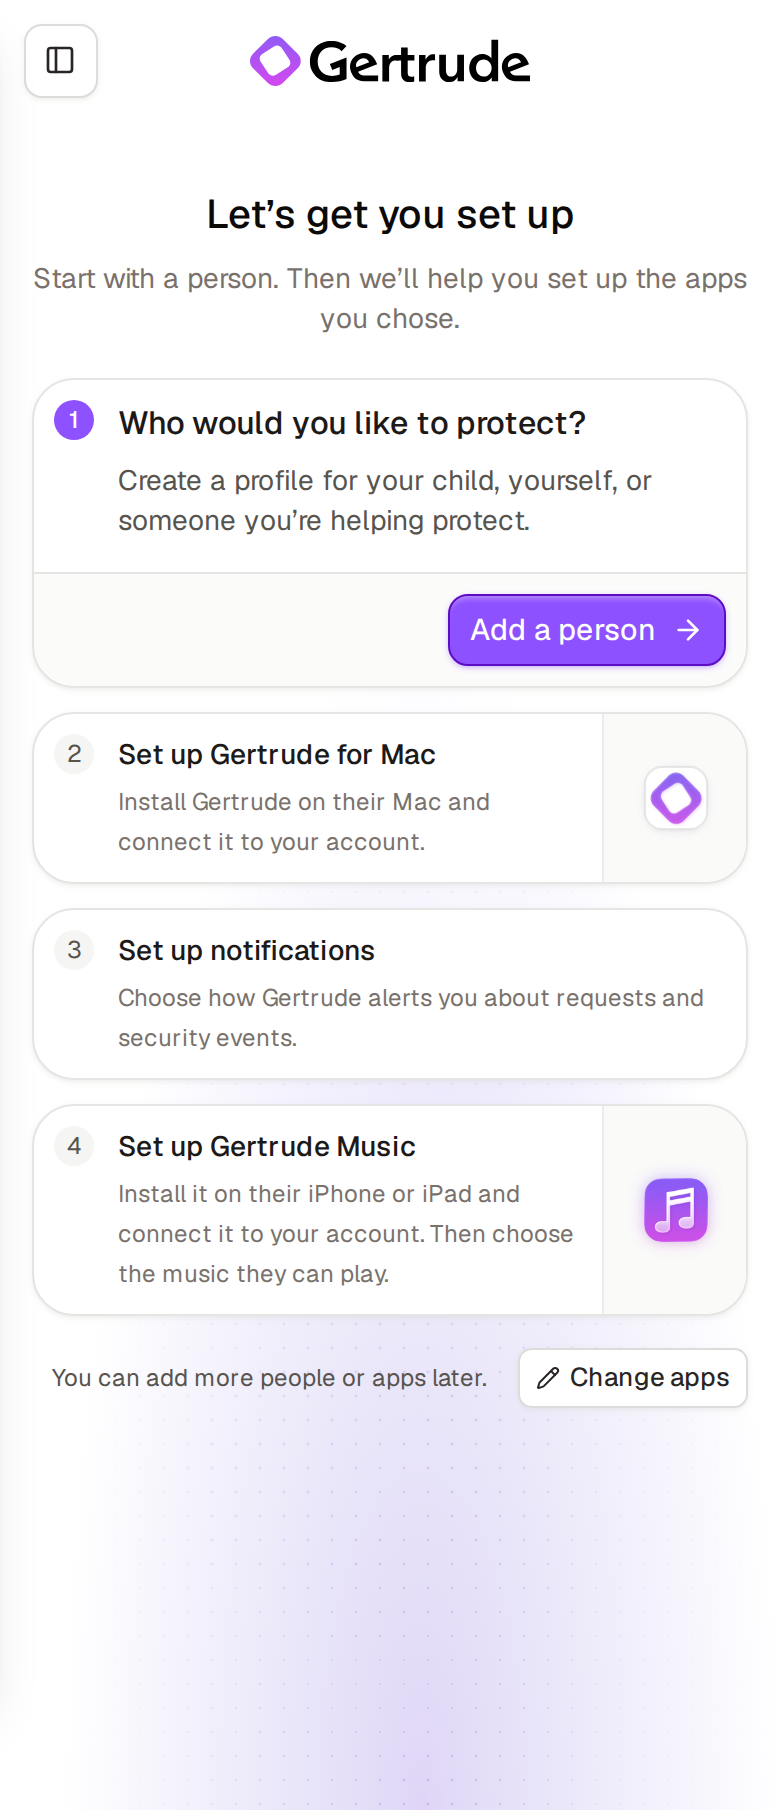 Gertrude
Let’s get you set up
Start with a person. Then we’ll help you set up the apps
you chose.
1
Who would you like to protect?
Create a profile for your child, yourself, or
someone you’re helping protect.
Add a person
2
Set up Gertrude for Mac
Install Gertrude on their Mac and
connect it to your account.
3
Set up notifications
Choose how Gertrude alerts you about requests and
security events.
4
Set up Gertrude Music
Install it on their iPhone or iPad and
connect it to your account. Then choose
the music they can play.
You can add more people or apps later.
Change apps